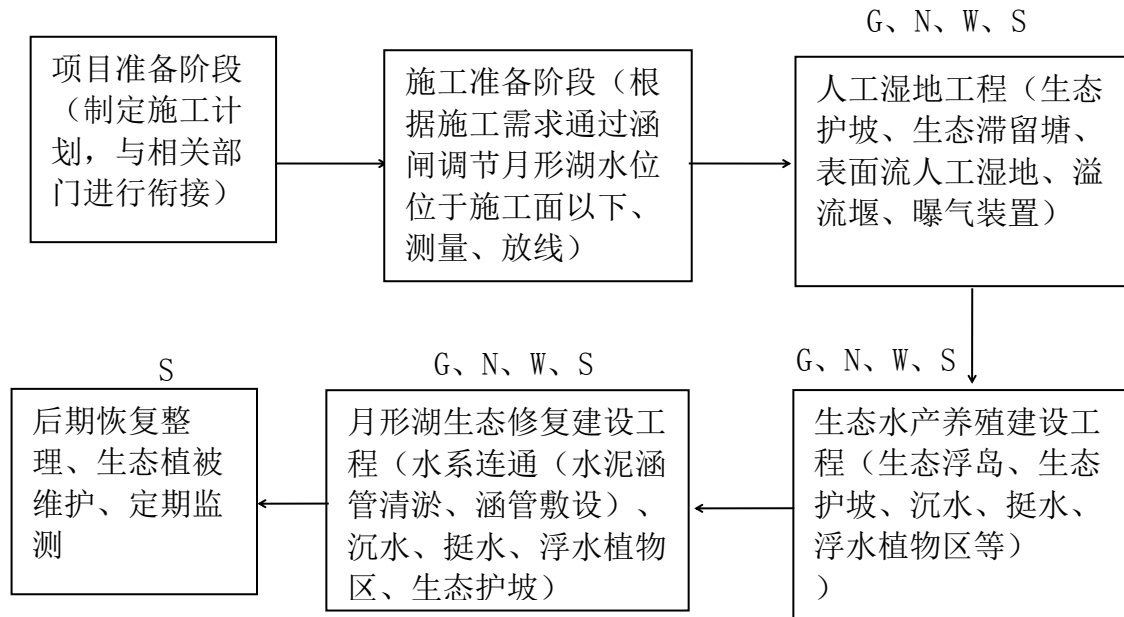 项目准备阶段
（制定施工计
划，与相关部
门进行衔接）
施工准备阶段（根
据施工需求通过涵
闸调节月形湖水位
位于施工面以下、
测量、放线）
G、N、W、S
人工湿地工程（生态
护坡、生态滞留塘、
表面流人工湿地、溢
流堰、曝气装置）
G、N、W、S
生态水产养殖建设工
程（生态浮岛、生态
护坡、沉水、挺水、
浮水植物区等）
）
G、N、W、S
月形湖生态修复建设工
程（水系连通（水泥涵
管清淤、涵管敷设）、
沉水、挺水、浮水植物
区、生态护坡）
S
后期恢复整
理、生态植被
维护、定期监
测